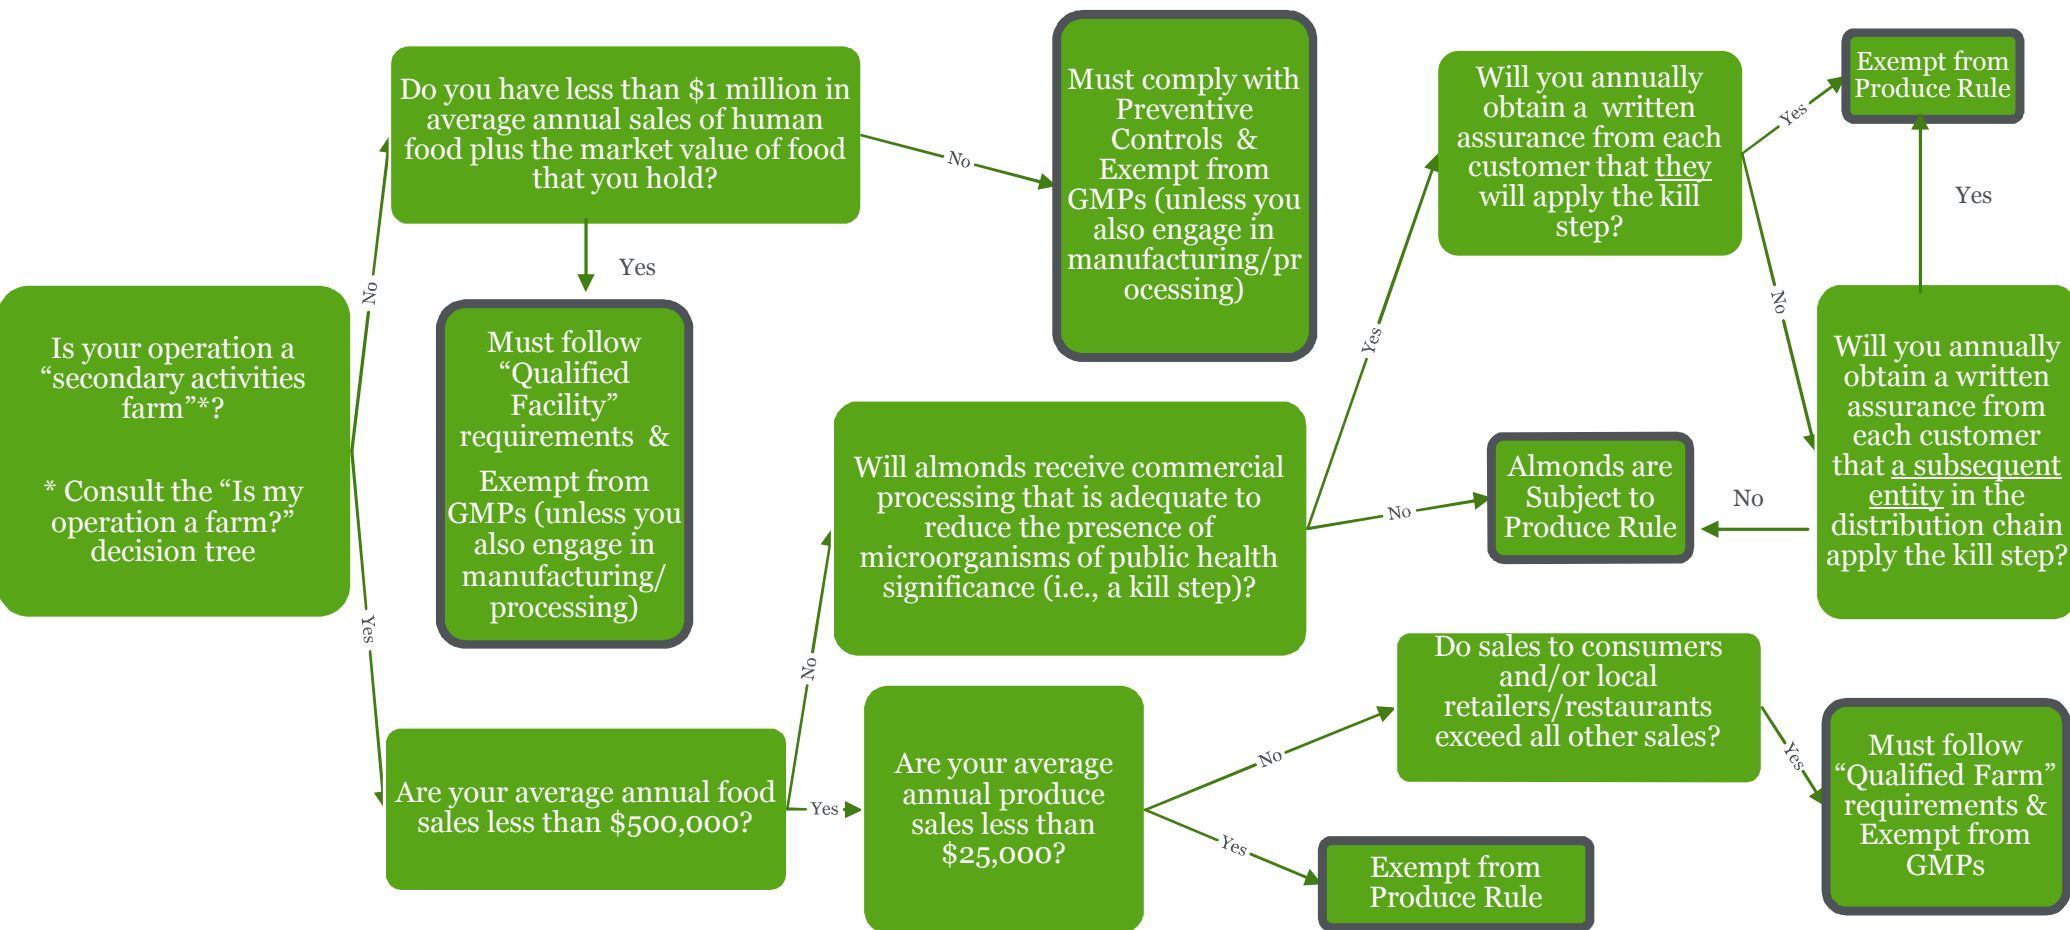 Is your operation a
“secondary activities
farm”*?
* Consult the “Is my
operation a farm?”
decision tree
No
Yes
Do you have less than $1 million in
average annual sales of human
food plus the market value of food
that you hold?
No
Yes
Must follow
“Qualified
Facility”
requirements &
Exempt from
GMPs (unless you
also engage in
manufacturing/
processing)
Must comply with
Preventive
Controls &
Exempt from
GMPs (unless you
also engage in
manufacturing/pr
ocessing)
Are your average annual food
sales less than $500,000?
No
Yes
Will almonds receive commercial
processing that is adequate to
reduce the presence of
microorganisms of public health
significance (i.e., a kill step)?
Yes
No
Will you annually
obtain a written
assurance from each
customer that they
will apply the kill
step?
Yes
No
Exempt from
Produce Rule
Yes
Will you annually
obtain a written
assurance from
each customer
that a subsequent
entity in the
distribution chain
apply the kill step?
No
Almonds are
Subject to
Produce Rule
Are your average
annual produce
sales less than
$25,000?
No
Yes
Do sales to consumers
and/or local
retailers/restaurants
exceed all other sales?
Yes
Exempt from
Produce Rule
Must follow
“Qualified Farm”
requirements &
Exempt from
GMPs